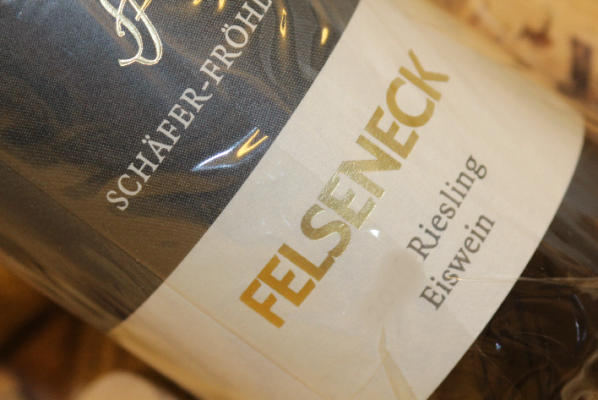 SCHÄFER-FRÖHL
FELSENECK
Riesling
Eiswein